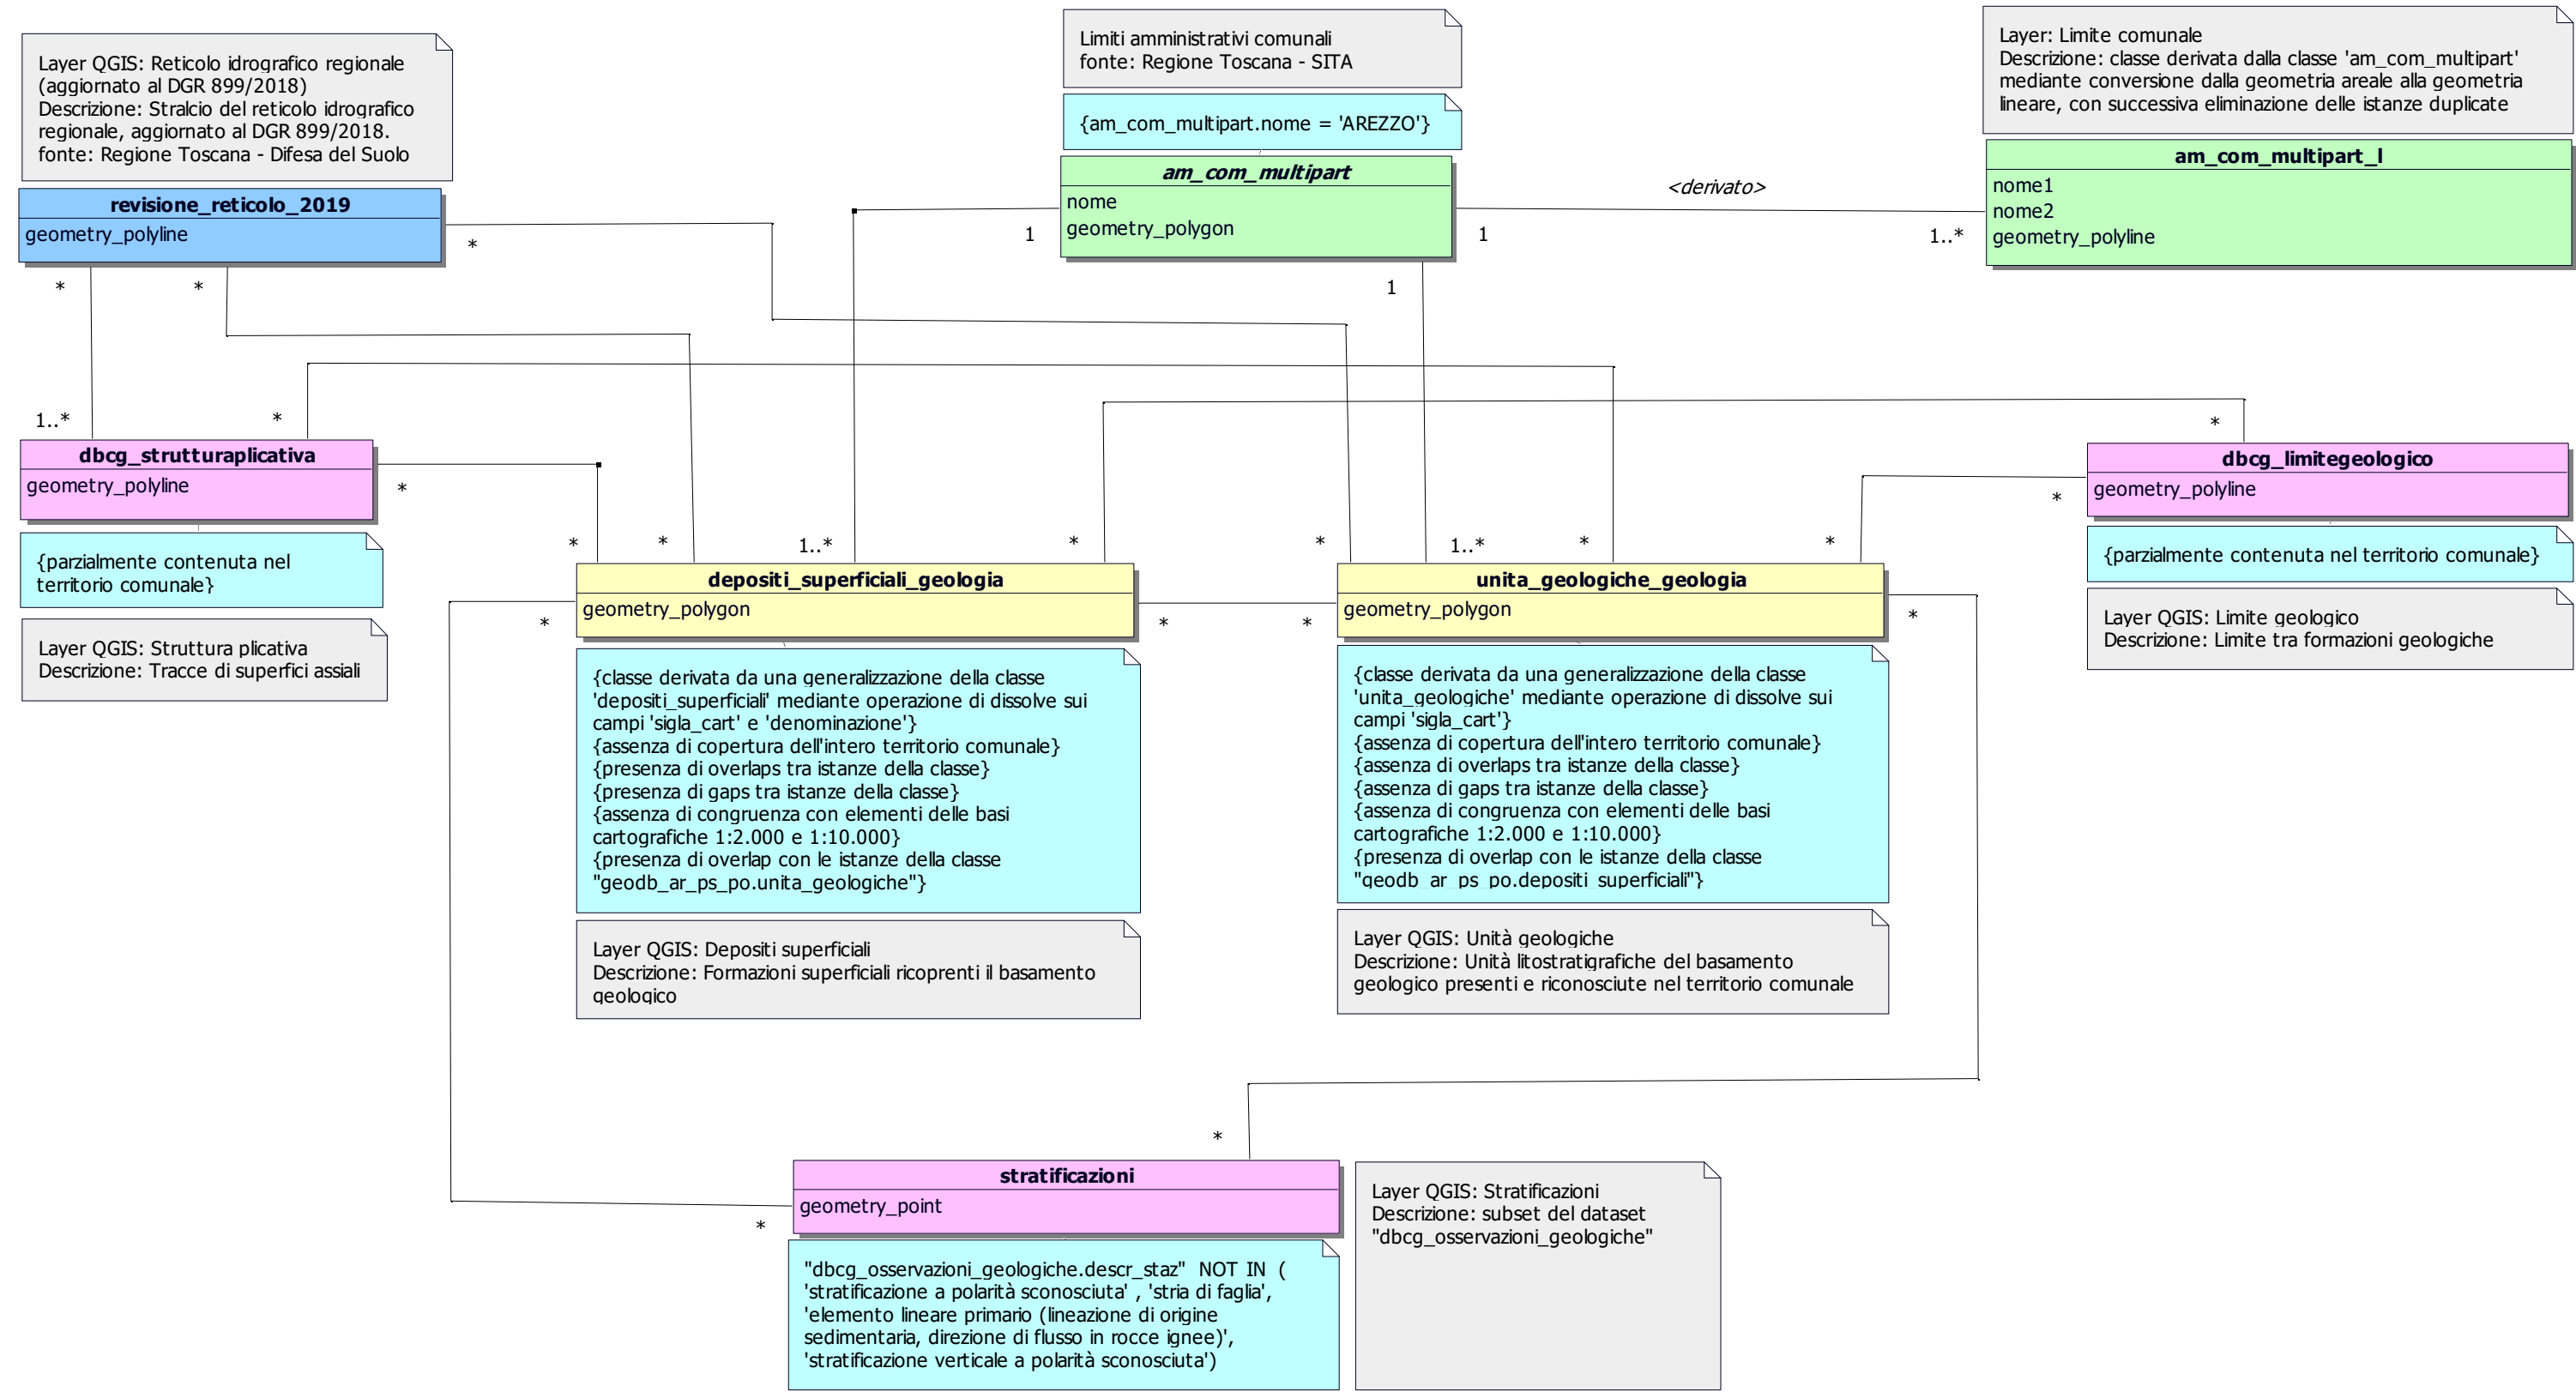 Layer QGIS: Reticolo idrografico regionale
(aggiornato al DGR 899/2018)
Descrizione: Stralcio del reticolo idrografico
regionale, aggiornato al DGR 899/2018.
fonte: Regione Toscana - Difesa del Suolo
Limiti amministrativi comunali
fonte: Regione Toscana - SITA
{am_com_multipart.nome = 'AREZZO'}
Layer: Limite comunale
Descrizione: classe derivata dalla classe 'am_com_multipart'
mediante conversione dalla geometria areale alla geometria
lineare, con successiva eliminazione delle istanze duplicate
revisione_reticolo_2019
geometry_polyline
*
*
*
am_com_multipart
nome
geometry_polygon
1
1
1
<derivato>
1..*
am_com_multipart_l
nome1
nome2
geometry_polyline
1..*
*
dbcg_strutturaplicativa
geometry_polyline
*
{parzialmente contenuta nel
territorio comunale}
Layer QGIS: Struttura plicativa
Descrizione: Tracce di superfici assiali
*
dbcg_limitegeologico
geometry_polyline
*
{parzialmente contenuta nel territorio comunale}
Layer QGIS: Limite geologico
Descrizione: Limite tra formazioni geologiche
*
*
1..*
*
depositi_superficiali_geologia
geometry_polygon
*
*
{classe derivata da una generalizzazione della classe
'depositi_superficiali' mediante operazione di dissolve sui
campi 'sigla_cart' e 'denominazione'}
{assenza di copertura dell'intero territorio comunale}
{presenza di overlaps tra istanze della classe}
{presenza di gaps tra istanze della classe}
{assenza di congruenza con elementi delle basi
cartografiche 1:2.000 e 1:10.000}
{presenza di overlap con le istanze della classe
"geodb_ar_ps_po.unita_geologiche"}
Layer QGIS: Depositi superficiali
Descrizione: Formazioni superficiali ricoprenti il basamento
geologico
*
1..*
*
*
unita_geologiche_geologia
geometry_polygon
*
*
{classe derivata da una generalizzazione della classe
'unita_geologiche' mediante operazione di dissolve sui
campi 'sigla_cart'}
{assenza di copertura dell'intero territorio comunale}
{assenza di overlaps tra istanze della classe}
{assenza di gaps tra istanze della classe}
{assenza di congruenza con elementi delle basi
cartografiche 1:2.000 e 1:10.000}
{presenza di overlap con le istanze della classe
"geodb_ar_ps_po.depositi_superficiali"}
Layer QGIS: Unità geologiche
Descrizione: Unità litostratigrafiche del basamento
geologico presenti e riconosciute nel territorio comunale
*
*
stratificazioni
geometry_point
"dbcg_osservazioni_geologiche.descr_staz" NOT IN (
'stratificazione a polarità sconosciuta' , 'stria di faglia',
'elemento lineare primario (lineazione di origine
sedimentaria, direzione di flusso in rocce ignee)',
'stratificazione verticale a polarità sconosciuta')
Layer QGIS: Stratificazioni
Descrizione: subset del dataset
"dbcg_osservazioni_geologiche"